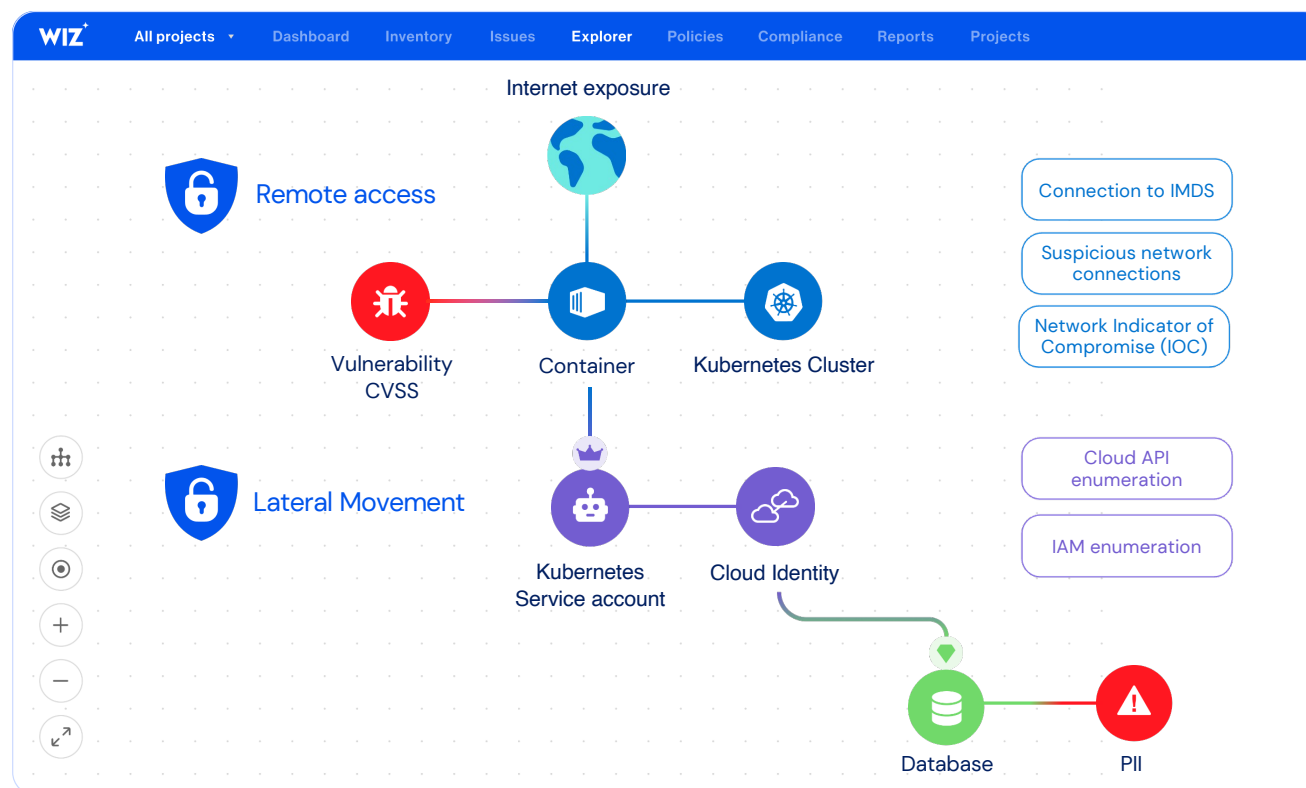 WIZ
All projects
Dashboard
Inventory
Issues
Explorer
Policies
Compliance
Reports
Projects
Internet exposure
Remote access
Connection to IMDS
Suspicious network
connections
Network Indicator of
Compromise (IOC)
Vulnerability
CVSS
Container
Kubernetes Cluster
Lateral Movement
Cloud API
enumeration
IAM enumeration
Kubernetes
Service account
Cloud Identity
Database
PII